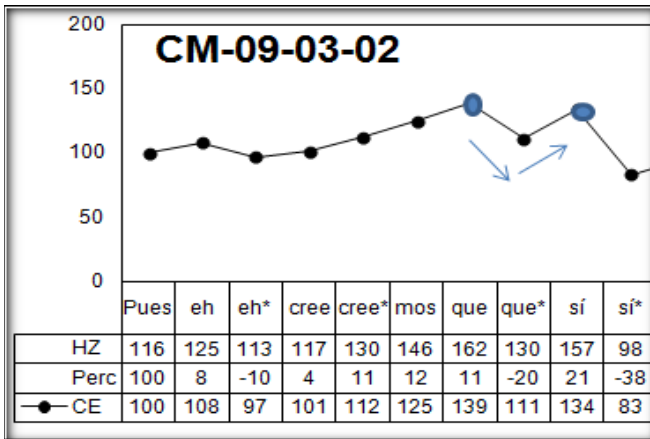 CM-09-03-02
200
150
100
50
0
Pues eh eh* cree cree* mos que que* sí sí*
HZ 116 125 113 117 130 146 162 130 157 98
Perc 100 8 -10 4 11 12 11 -20 21 -38
CE 100 108 97 101 112 125 139 111 134 83